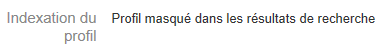 Indexation du Profil masqué dans les résultats de recherche
profil